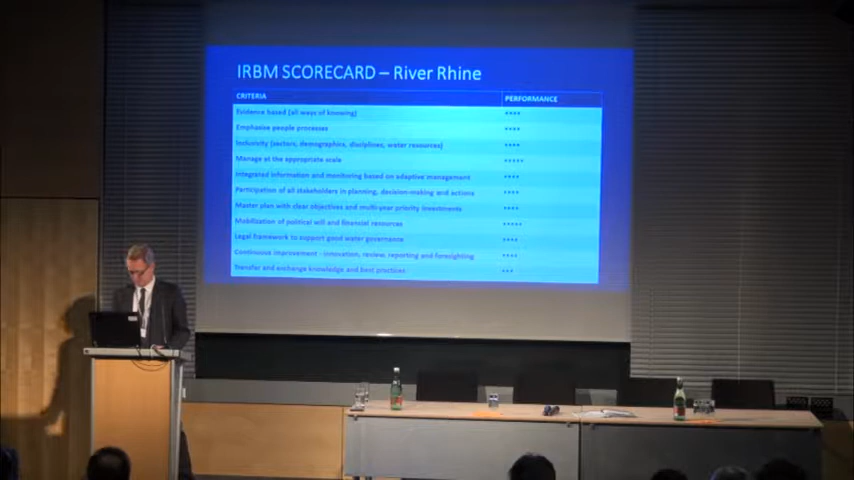 IRBM SCORECARD – River Rhine
CRITERIA PERFORMANCE
Evidence based (all ways of knowing) ****
Emphasise people processes ****
Inclusivity (sectors, demographics, disciplines, water resources) ****
Manage at the appropriate scale *****
Integrated information and monitoring based on adaptive management ****
Participation of all stakeholders in planning, decision-making and actions ****
Master plan with clear objectives and multi-year priority investments ****
Mobilization of political will and financial resources *****
Legal framework to support good water governance ****
Continuous improvement - innovation, review, reporting and foresighting ****
Transfer and exchange knowledge and best practices ***